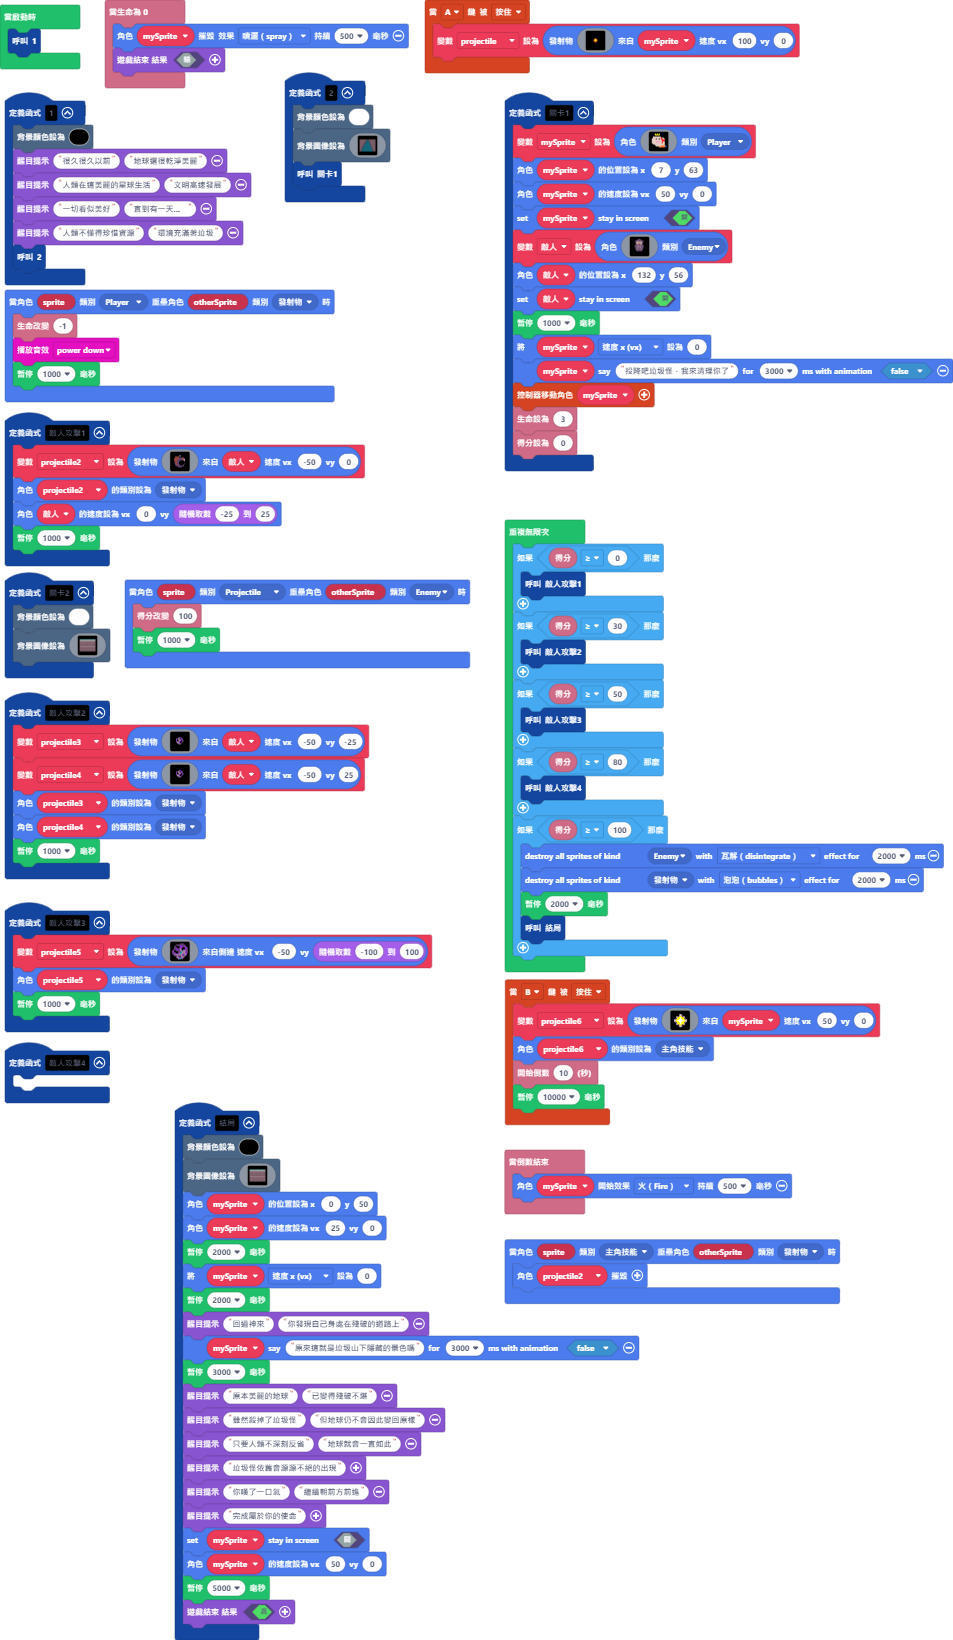 當啟動時
呼叫 1
當生命為 0
角色 mySprite 摧毀 效果 噴灑 ( spray ) 持續 500 毫秒
遊戲結束 結果
當 A 鍵 被 按住
變數 projectile 設為 發射物 來自 mySprite 速度 vx 100 vy 0
定義函式 1
背景顏色設為
醒目提示 "很久很久以前" "地球還很乾淨美麗"
醒目提示 "人類在這美麗的星球生活" "文明高速發展"
醒目提示 "一切看似美好" "直到有一天..."
醒目提示 "人類不懂得珍惜資源" "環境充滿著垃圾"
呼叫 2
定義函式 2
背景顏色設為
背景圖像設為
呼叫 關卡1
定義函式 關卡1
變數 mySprite 設為 角色 類別 Player
角色 mySprite 的位置設為 x 7 y 63
角色 mySprite 的速度設為 vx 50 vy 0
set mySprite stay in screen 開
變數 敵人 設為 角色 類別 Enemy
角色 敵人 的位置設為 x 132 y 56
set 敵人 stay in screen 開
暫停 1000 毫秒
將 mySprite 速度 x (vx) 設為 0
mySprite say "投降吧垃圾怪，我來清理你了" for 3000 ms with animation false
控制器移動角色 mySprite
生命設為 3
得分設為 0
當角色 sprite 類別 Player 重疊角色 otherSprite 類別 發射物 時
生命改變 -1
播放音效 power down
暫停 1000 毫秒
定義函式 敵人攻擊1
變數 projectile2 設為 發射物 來自 敵人 速度 vx -50 vy 0
角色 projectile2 的類別設為 發射物
角色 敵人 的速度設為 vx 0 vy 隨機取數 -25 到 25
暫停 1000 毫秒
定義函式 關卡2
背景顏色設為
背景圖像設為
當角色 sprite 類別 Projectile 重疊角色 otherSprite 類別 Enemy 時
得分改變 100
暫停 1000 毫秒
定義函式 敵人攻擊2
變數 projectile3 設為 發射物 來自 敵人 速度 vx -50 vy -25
變數 projectile4 設為 發射物 來自 敵人 速度 vx -50 vy 25
角色 projectile3 的類別設為 發射物
角色 projectile4 的類別設為 發射物
暫停 1000 毫秒
定義函式 敵人攻擊3
變數 projectile5 設為 發射物 來自側邊 速度 vx -50 vy 隨機取數 -100 到 100
角色 projectile5 的類別設為 發射物
暫停 1000 毫秒
定義函式 敵人攻擊4
重複無限次
如果 得分 ≥ 0 那麼
呼叫 敵人攻擊1
如果 得分 ≥ 30 那麼
呼叫 敵人攻擊2
如果 得分 ≥ 50 那麼
呼叫 敵人攻擊3
如果 得分 ≥ 80 那麼
呼叫 敵人攻擊4
如果 得分 ≥ 100 那麼
destroy all sprites of kind Enemy with 瓦解 ( disintegrate ) effect for 2000 ms
destroy all sprites of kind 發射物 with 泡泡 ( bubbles ) effect for 2000 ms
暫停 2000 毫秒
呼叫 結局
當 B 鍵 被 按住
變數 projectile6 設為 發射物 來自 mySprite 速度 vx 50 vy 0
角色 projectile6 的類別設為 主角技能
開始倒數 10 (秒)
暫停 10000 毫秒
當倒數結束
角色 mySprite 開始效果 火 ( Fire ) 持續 500 毫秒
當角色 sprite 類別 主角技能 重疊角色 otherSprite 類別 發射物 時
角色 projectile2 摧毀
定義函式 結局
背景顏色設為
背景圖像設為
角色 mySprite 的位置設為 x 0 y 50
角色 mySprite 的速度設為 vx 25 vy 0
暫停 2000 毫秒
將 mySprite 速度 x (vx) 設為 0
暫停 2000 毫秒
醒目提示 "回過神來" "你發現自己身處在殘破的道路上"
mySprite say "原來這就是垃圾山下隱藏的景色嗎" for 3000 ms with animation false
暫停 3000 毫秒
醒目提示 "原本美麗的地球" "已變得殘破不堪"
醒目提示 "雖然殺掉了垃圾怪" "但地球仍不會因此變回原樣"
醒目提示 "只要人類不深刻反省" "地球就會一直如此"
醒目提示 "垃圾怪依舊會源源不絕的出現"
醒目提示 "你嘆了一口氣" "繼續朝前方前進"
醒目提示 "完成屬於你的使命"
set mySprite stay in screen 關
角色 mySprite 的速度設為 vx 50 vy 0
暫停 5000 毫秒
遊戲結束 結果